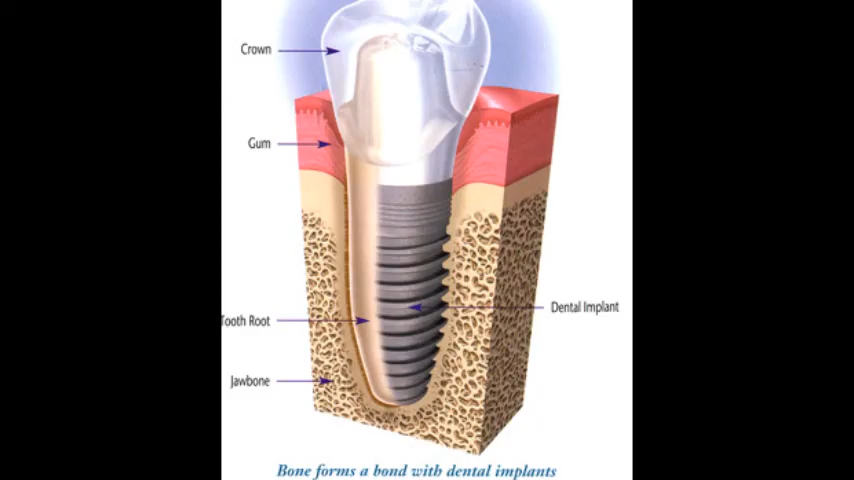 Crown
Gum
Tooth Root
Dental Implant
Jawbone
Bone forms a bond with dental implants